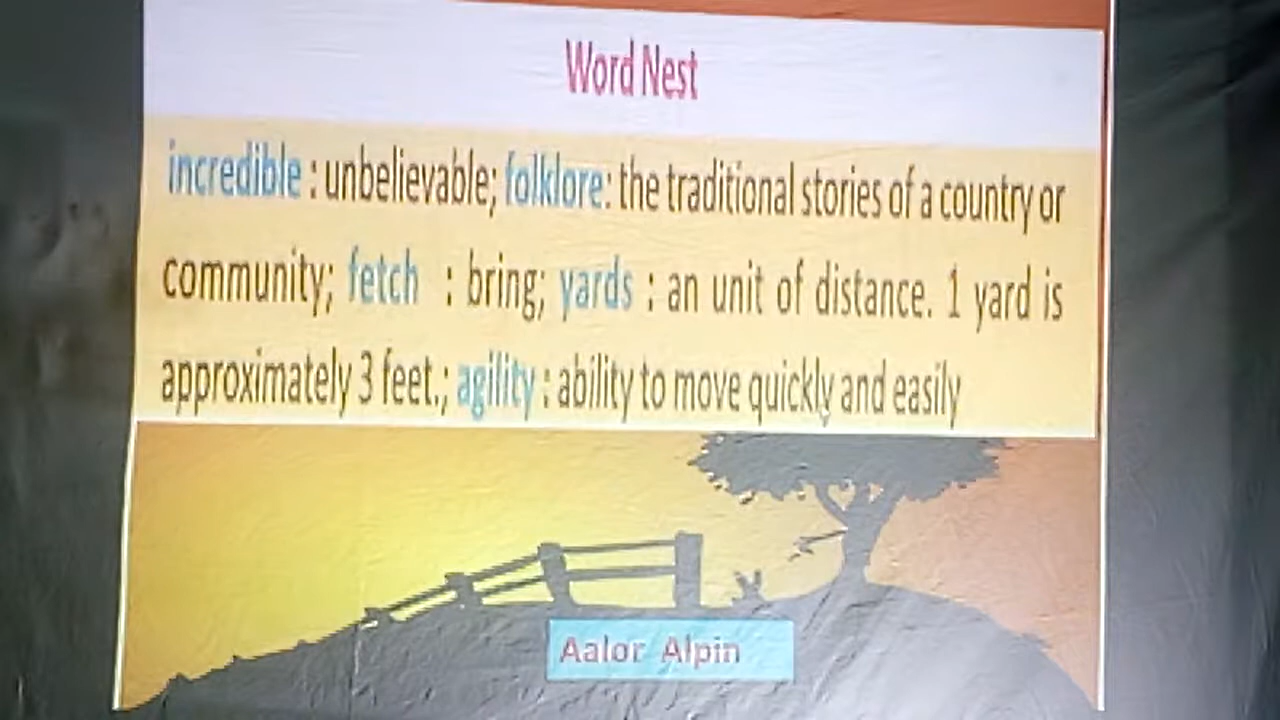 Word Nest
incredible : unbelievable; folklore: the traditional stories of a country or
community; fetch : bring; yards : an unit of distance. 1 yard is
approximately 3 feet.; agility : ability to move quickly and easily
Aalor Alpin